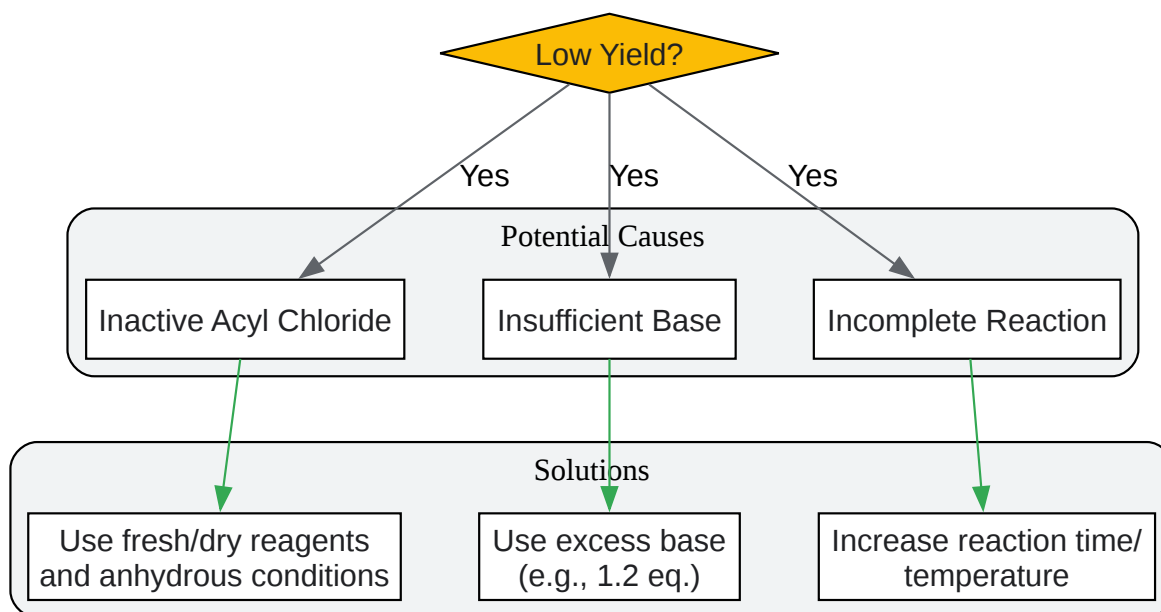 Low Yield?
Yes Yes Yes
Potential Causes
Inactive Acyl Chloride
Insufficient Base
Incomplete Reaction
Solutions
Use fresh/dry reagents
and anhydrous conditions
Use excess base
(e.g., 1.2 eq.)
Increase reaction time/
temperature